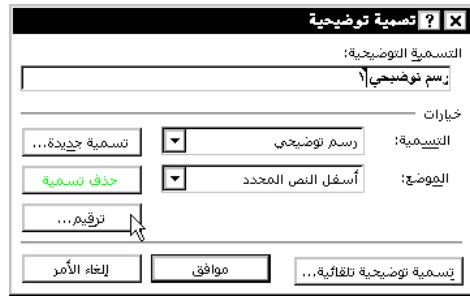 تسمية توضيحية
التسمية التوضيحية:
رسم توضيحي ١
خيارات
التسمية: رسم توضيحي تسمية جديدة...
الموضع: أسفل النص المحدد حذف تسمية
ترقيم...
تسمية توضيحية تلقائية... موافق إلغاء الأمر